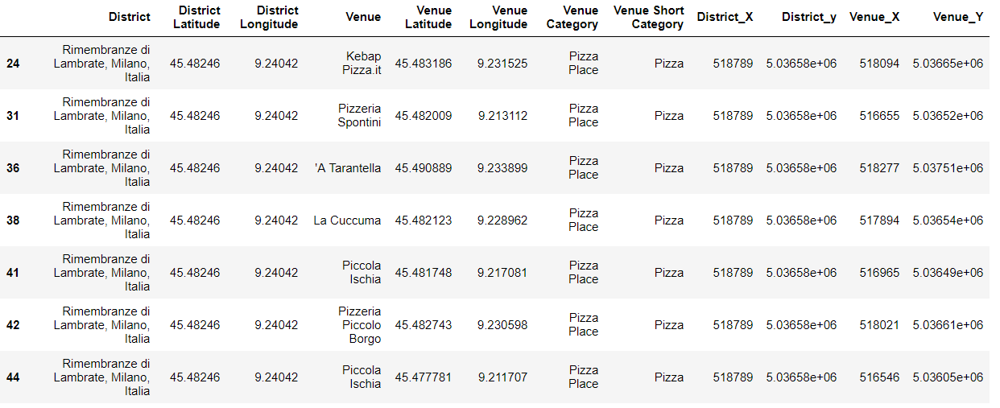 District District Latitude District Longitude Venue Venue Latitude Venue Longitude Venue Category Venue Short Category District_X District_y Venue_X Venue_Y
24 Rimembranze di Lambrate, Milano, Italia 45.48246 9.24042 Kebap Pizza.it 45.483186 9.231525 Pizza Place Pizza 518789 5.03658e+06 518094 5.03665e+06
31 Rimembranze di Lambrate, Milano, Italia 45.48246 9.24042 Pizzeria Spontini 45.482009 9.213112 Pizza Place Pizza 518789 5.03658e+06 516655 5.03652e+06
36 Rimembranze di Lambrate, Milano, Italia 45.48246 9.24042 'A Tarantella 45.490889 9.233899 Pizza Place Pizza 518789 5.03658e+06 518277 5.03751e+06
38 Rimembranze di Lambrate, Milano, Italia 45.48246 9.24042 La Cuccuma 45.482123 9.228962 Pizza Place Pizza 518789 5.03658e+06 517894 5.03654e+06
41 Rimembranze di Lambrate, Milano, Italia 45.48246 9.24042 Piccola Ischia 45.481748 9.217081 Pizza Place Pizza 518789 5.03658e+06 516965 5.03649e+06
42 Rimembranze di Lambrate, Milano, Italia 45.48246 9.24042 Pizzeria Piccolo Borgo 45.482743 9.230598 Pizza Place Pizza 518789 5.03658e+06 518021 5.03661e+06
44 Rimembranze di Lambrate, Milano, Italia 45.48246 9.24042 Piccola Ischia 45.477781 9.211707 Pizza Place Pizza 518789 5.03658e+06 516546 5.03605e+06